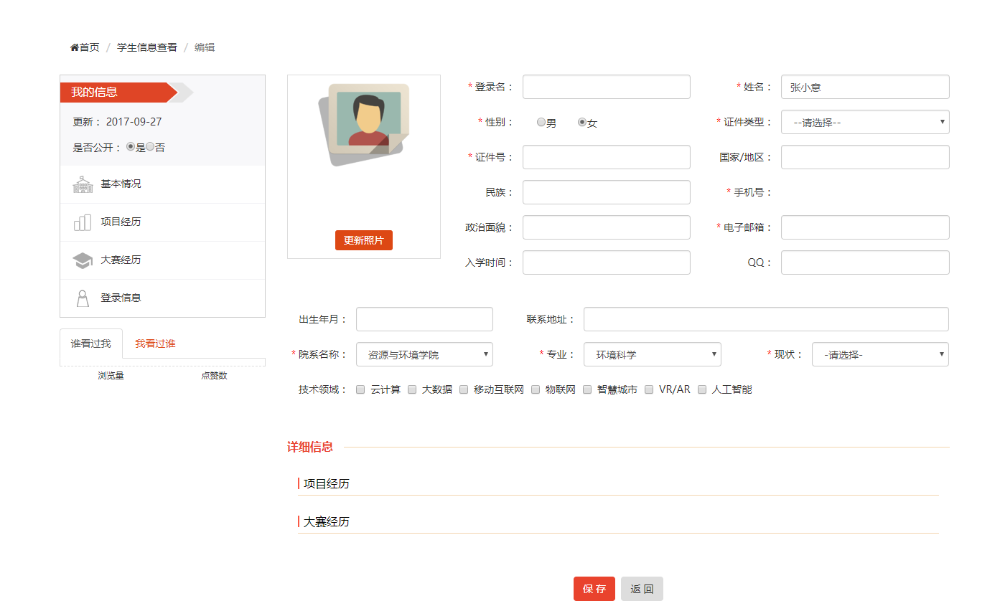 首页 / 学生信息查看 / 编辑
我的信息
更新： 2017-09-27
是否公开： 是 否
基本情况
项目经历
大赛经历
登录信息
谁看过我 我看过谁
浏览量 点赞数
更新照片
* 登录名： * 姓名： 张小意
* 性别： 男 女 * 证件类型： --请选择--
* 证件号： 国家/地区：
民族： * 手机号：
政治面貌： * 电子邮箱：
入学时间： QQ：
出生年月： 联系地址：
* 院系名称： 资源与环境学院 * 专业： 环境科学 * 现状： -请选择-
技术领域： 云计算 大数据 移动互联网 物联网 智慧城市 VR/AR 人工智能
详细信息
项目经历
大赛经历
保 存 返 回